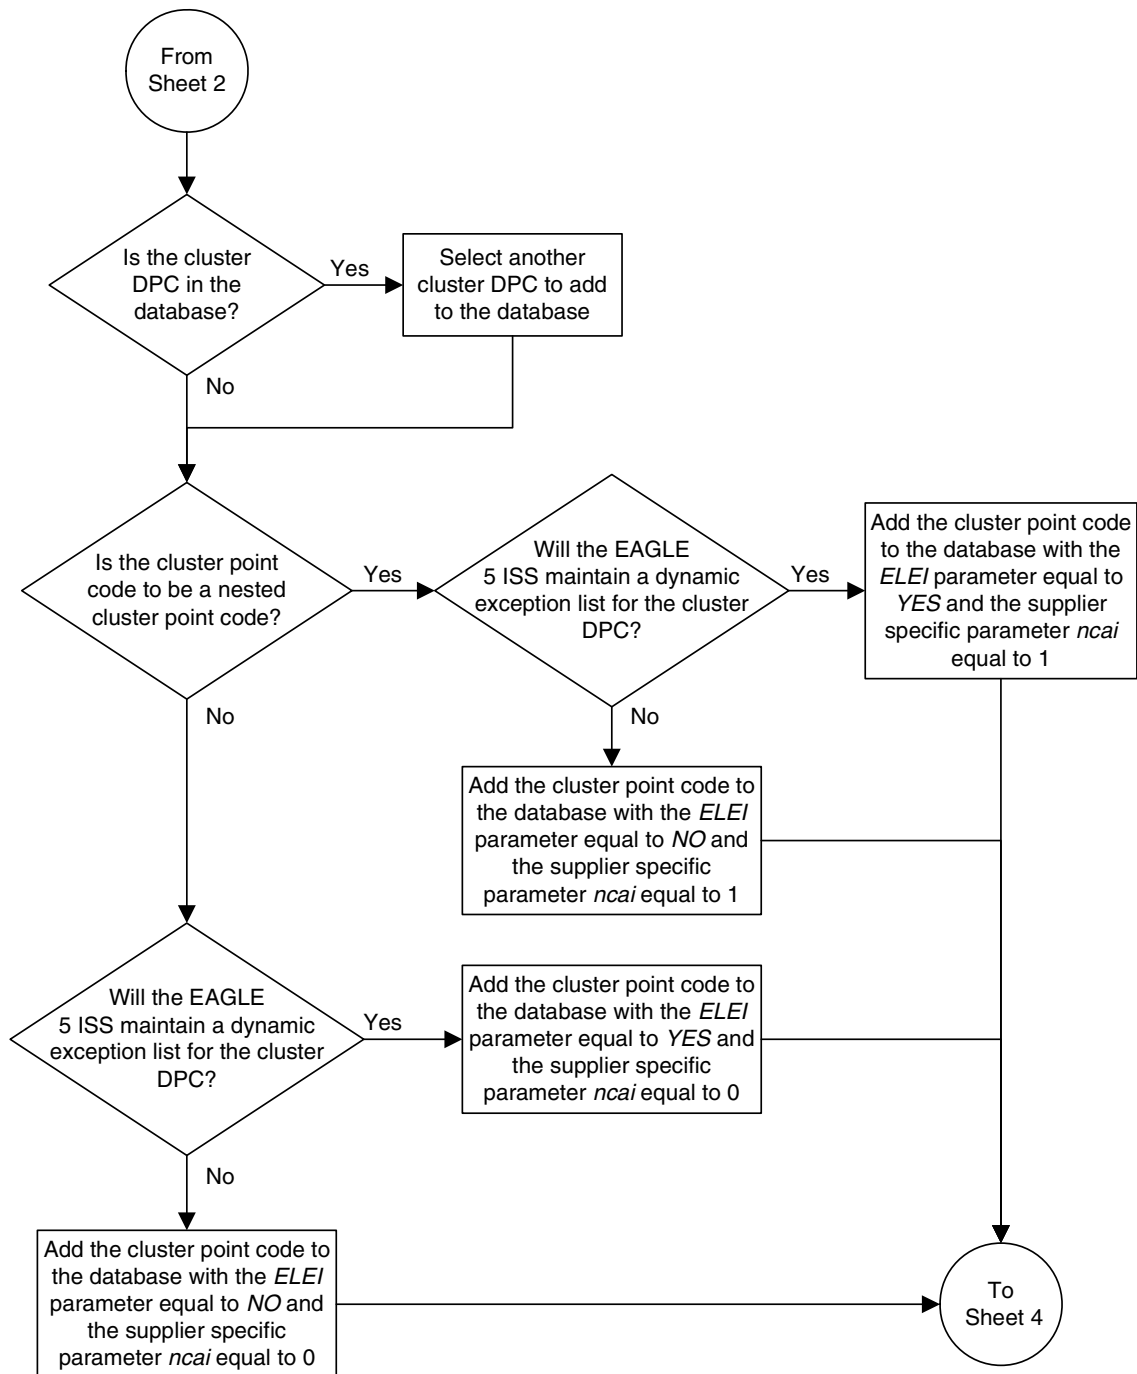 From
Sheet 2
Is the cluster
DPC in the
database?
Yes
Select another
cluster DPC to add
to the database
No
Is the cluster point
code to be a nested
cluster point code?
Yes
Will the EAGLE
5 ISS maintain a dynamic
exception list for the cluster
DPC?
Yes
Add the cluster point code
to the database with the
ELEI parameter equal to
YES and the supplier
specific parameter ncai
equal to 1
No
No
Add the cluster point code to
the database with the ELEI
parameter equal to NO and
the supplier specific
parameter ncai equal to 1
Will the EAGLE
5 ISS maintain a dynamic
exception list for the cluster
DPC?
Yes
Add the cluster point code to
the database with the ELEI
parameter equal to YES and
the supplier specific
parameter ncai equal to 0
No
Add the cluster point code to
the database with the ELEI
parameter equal to NO and
the supplier specific
parameter ncai equal to 0
To
Sheet 4